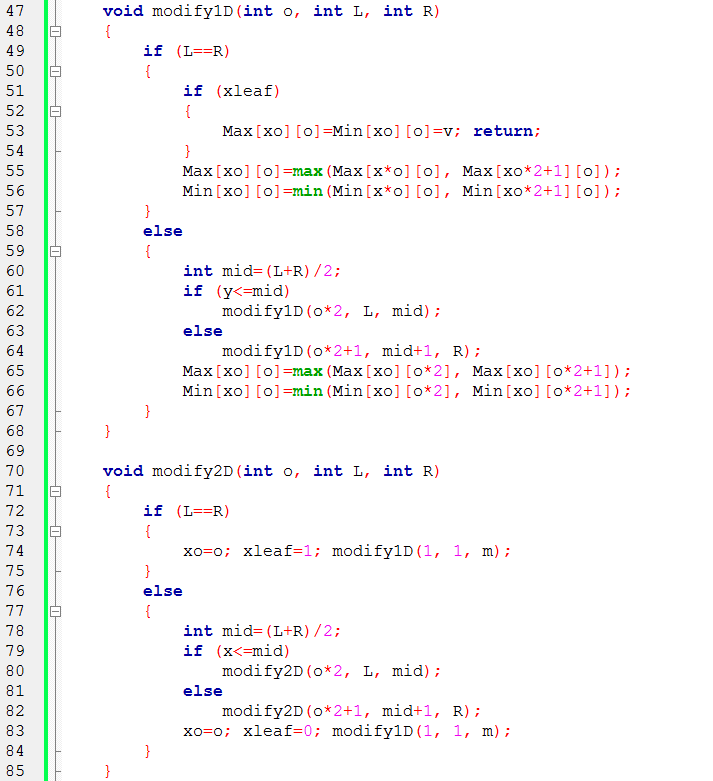 47 void modify1D(int o, int L, int R)
48 {
49 if (L==R)
50 {
51 if (xleaf)
52 {
53 Max[xo][o]=Min[xo][o]=v; return;
54 }
55 Max[xo][o]=max(Max[x*o][o], Max[xo*2+1][o]);
56 Min[xo][o]=min(Min[x*o][o], Min[xo*2+1][o]);
57 }
58 else
59 {
60 int mid=(L+R)/2;
61 if (y<=mid)
62 modify1D(o*2, L, mid);
63 else
64 modify1D(o*2+1, mid+1, R);
65 Max[xo][o]=max(Max[xo][o*2], Max[xo][o*2+1]);
66 Min[xo][o]=min(Min[xo][o*2], Min[xo][o*2+1]);
67 }
68 }
69
70 void modify2D(int o, int L, int R)
71 {
72 if (L==R)
73 {
74 xo=o; xleaf=1; modify1D(1, 1, m);
75 }
76 else
77 {
78 int mid=(L+R)/2;
79 if (x<=mid)
80 modify2D(o*2, L, mid);
81 else
82 modify2D(o*2+1, mid+1, R);
83 xo=o; xleaf=0; modify1D(1, 1, m);
84 }
85 }